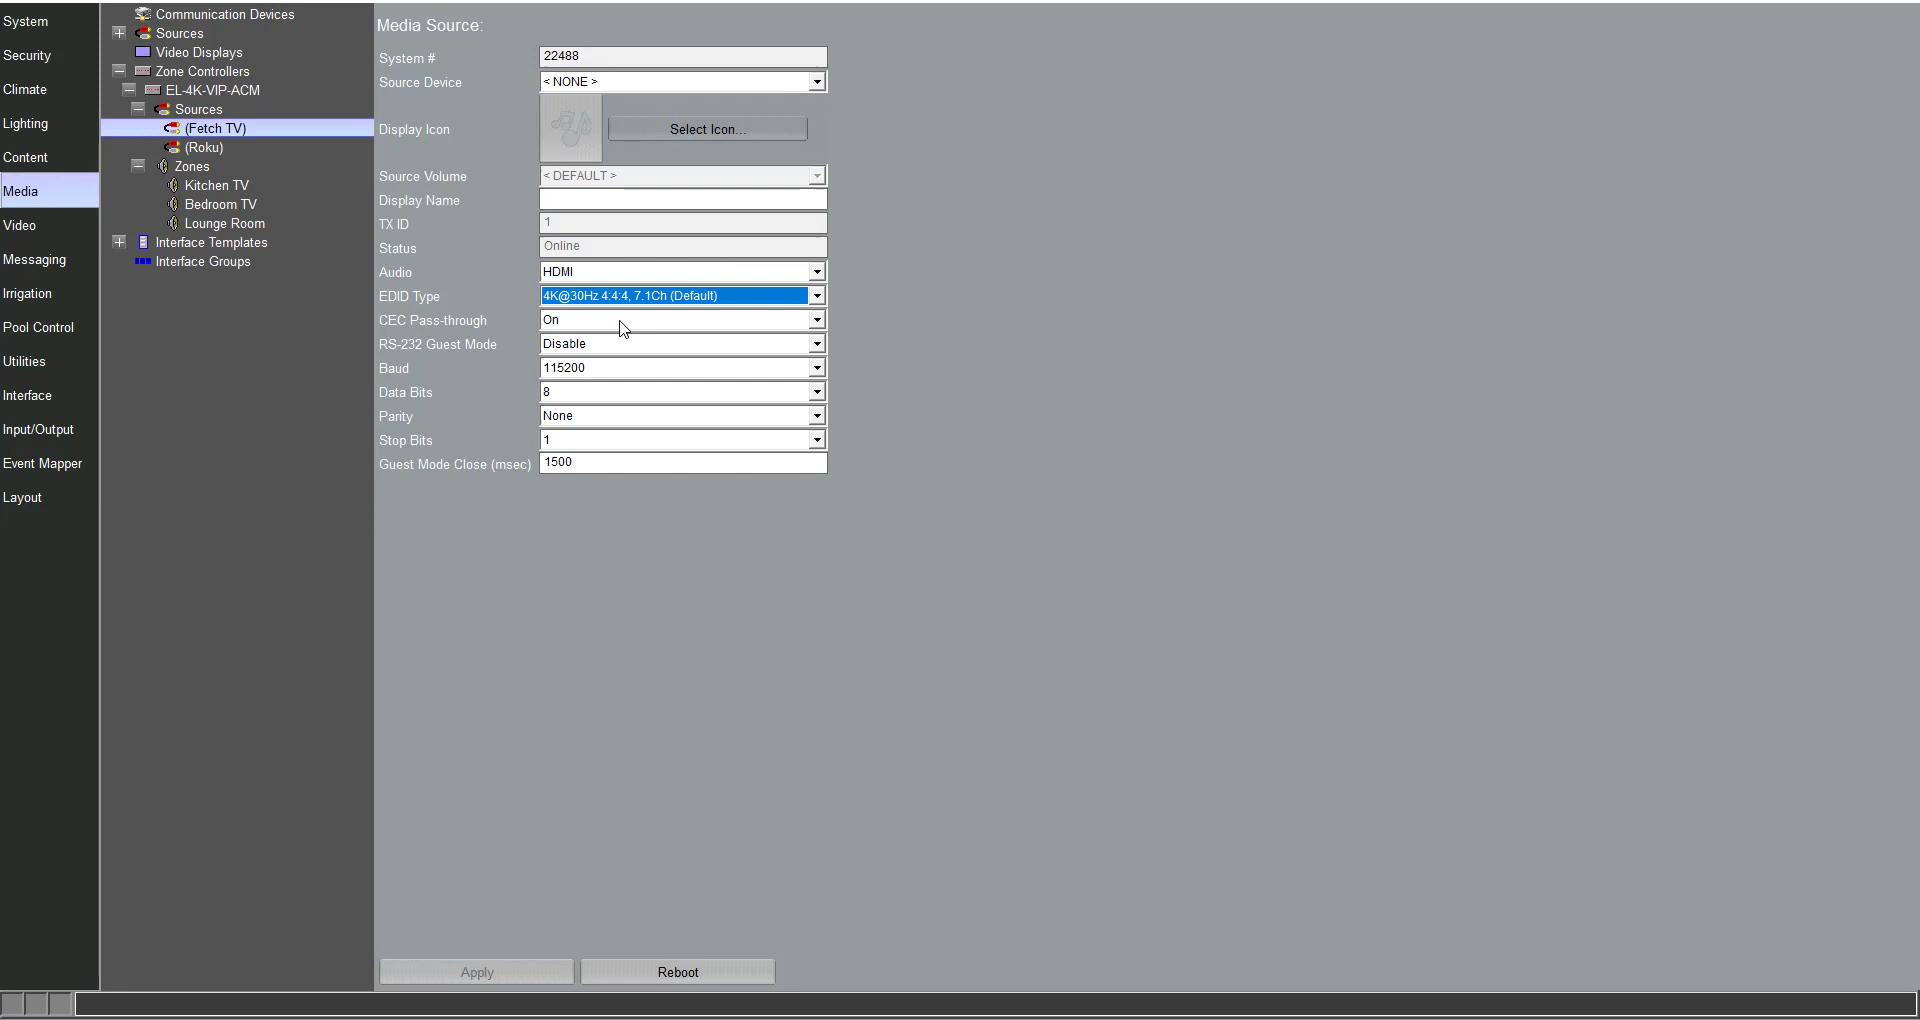 System
Security
Climate
Lighting
Content
Media
Video
Messaging
Irrigation
Pool Control
Utilities
Interface
Input/Output
Event Mapper
Layout
Communication Devices
Sources
Video Displays
Zone Controllers
EL-4K-VIP-ACM
Sources
(Fetch TV)
(Roku)
Zones
Kitchen TV
Bedroom TV
Lounge Room
Interface Templates
Interface Groups
Media Source:
System # 22488
Source Device < NONE >
Display Icon Select Icon...
Source Volume < DEFAULT >
Display Name
TX ID 1
Status Online
Audio HDMI
EDID Type 4K@30Hz 4:4:4, 7.1Ch (Default)
CEC Pass-through On
RS-232 Guest Mode Disable
Baud 115200
Data Bits 8
Parity None
Stop Bits 1
Guest Mode Close (msec) 1500
Apply Reboot